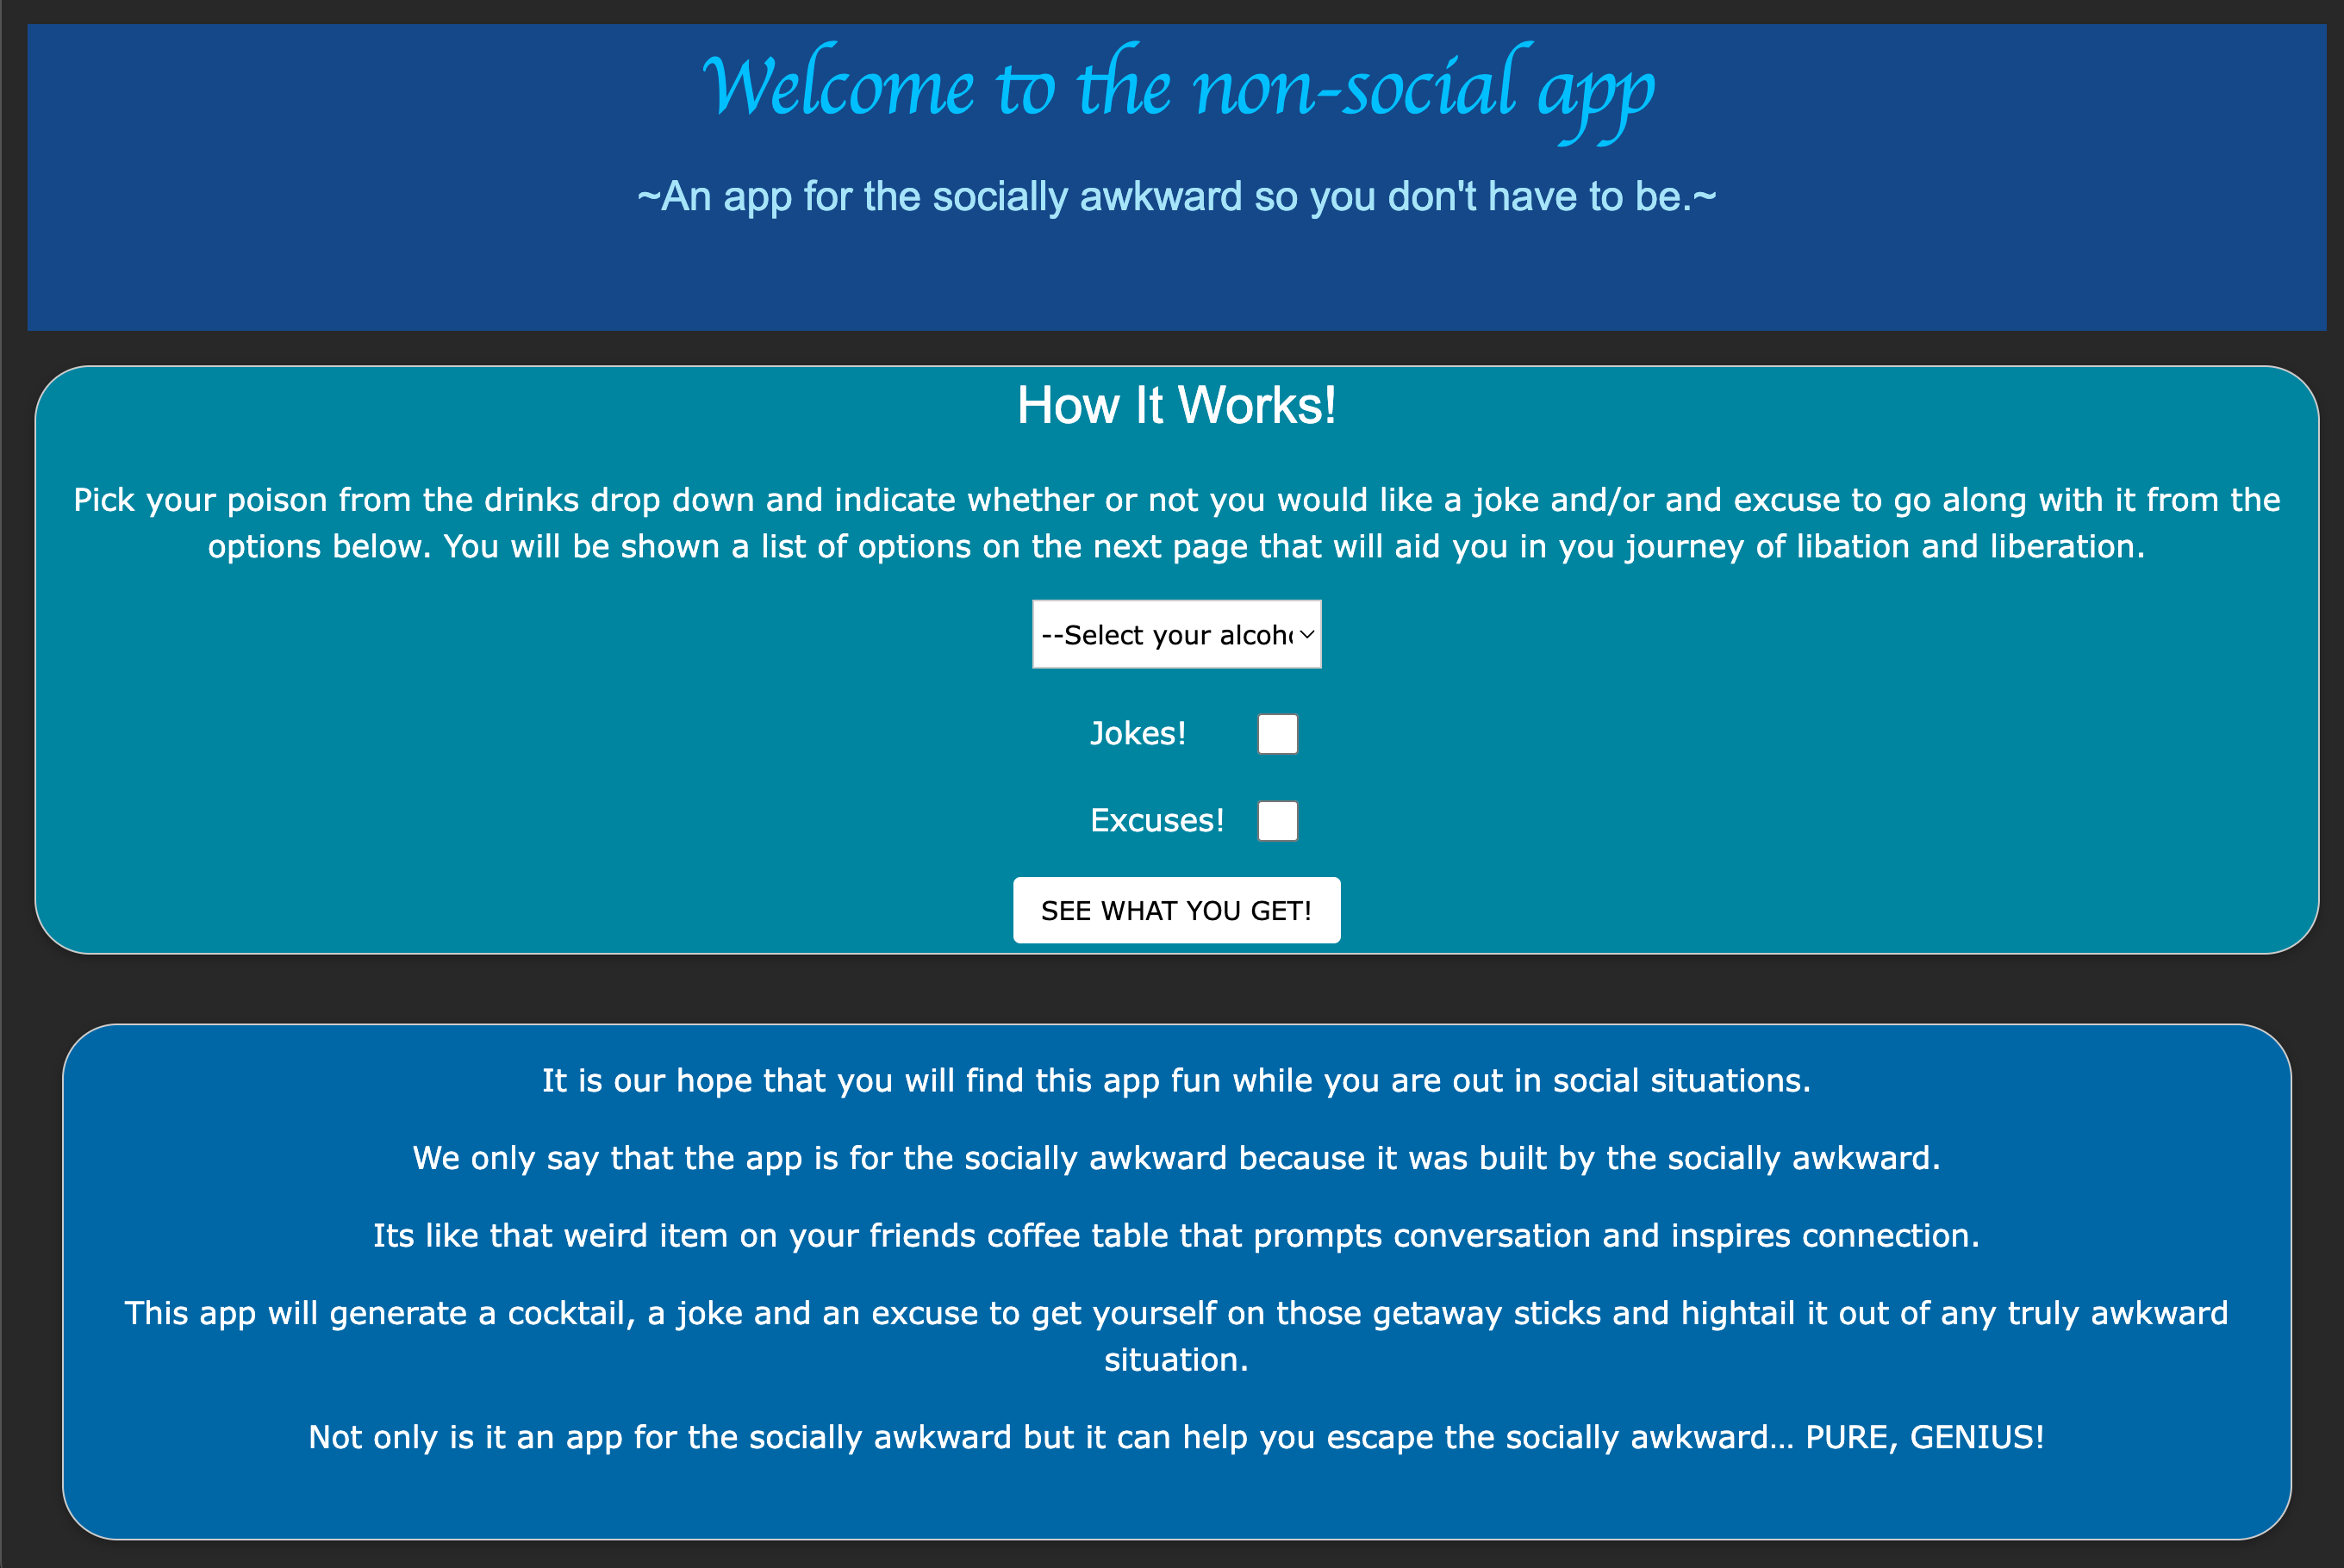 Welcome to the non-social app
~An app for the socially awkward so you don't have to be.~
How It Works!
Pick your poison from the drinks drop down and indicate whether or not you would like a joke and/or and excuse to go along with it from the
options below. You will be shown a list of options on the next page that will aid you in you journey of libation and liberation.
--Select your alcoho
Jokes!
Excuses!
SEE WHAT YOU GET!
It is our hope that you will find this app fun while you are out in social situations.
We only say that the app is for the socially awkward because it was built by the socially awkward.
Its like that weird item on your friends coffee table that prompts conversation and inspires connection.
This app will generate a cocktail, a joke and an excuse to get yourself on those getaway sticks and hightail it out of any truly awkward
situation.
Not only is it an app for the socially awkward but it can help you escape the socially awkward... PURE, GENIUS!